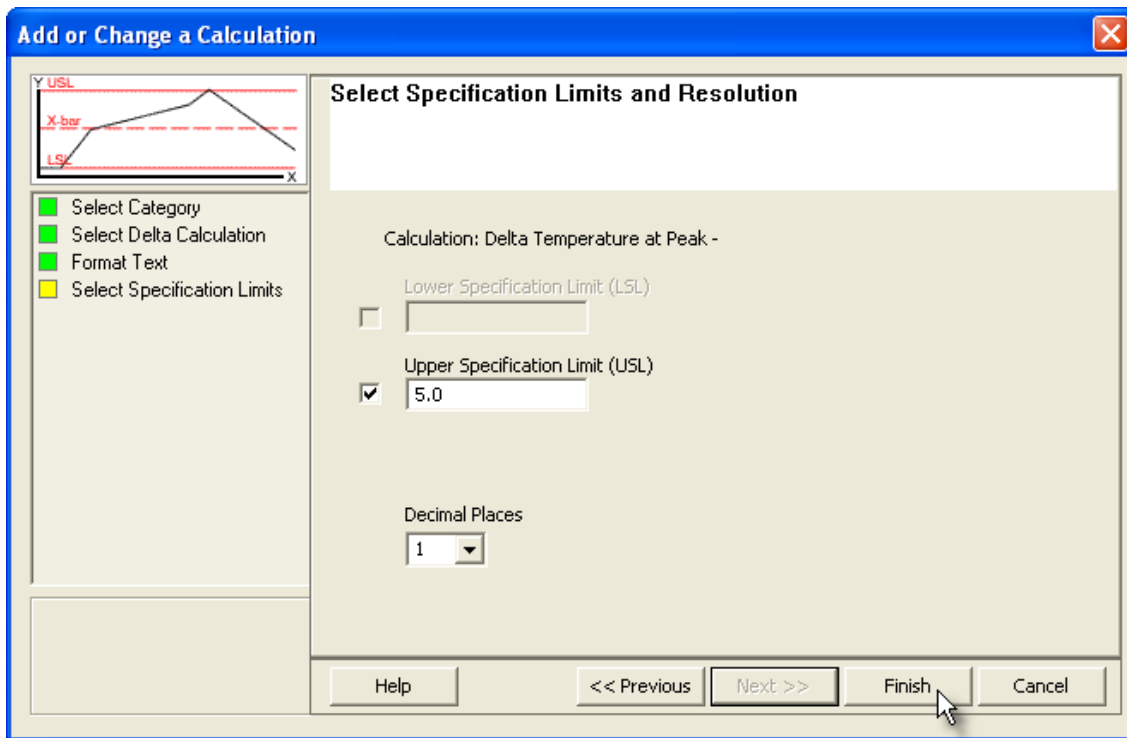 Add or Change a Calculation
Y USL
X-bar
LSL
X
Select Category
Select Delta Calculation
Format Text
Select Specification Limits
Select Specification Limits and Resolution
Calculation: Delta Temperature at Peak -
Lower Specification Limit (LSL)
Upper Specification Limit (USL)
5.0
Decimal Places
1
Help
<< Previous
Next >>
Finish
Cancel